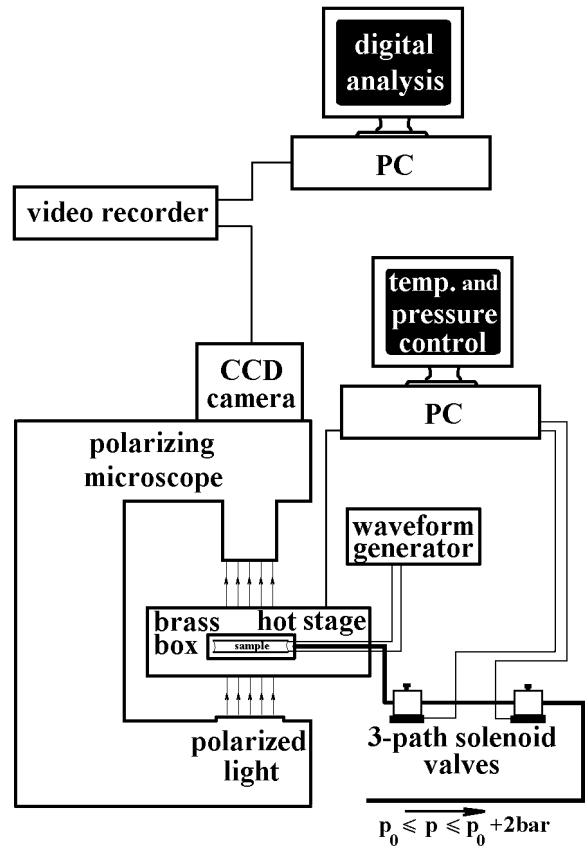 digital
analysis
PC
video recorder
temp. and
pressure
control
PC
CCD
camera
polarizing
microscope
waveform
generator
brass
box
hot stage
sample
polarized
light
3-path solenoid
valves
p₀ ⩽ p ⩽ p₀ +2bar